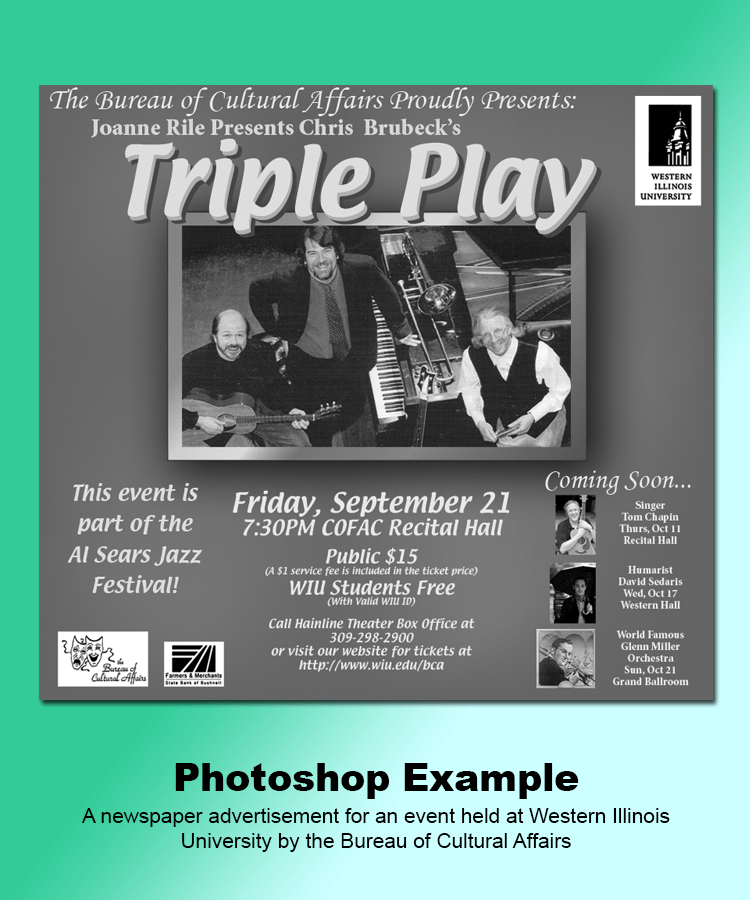 The Bureau of Cultural Affairs Proudly Presents:
Joanne Rile Presents Chris Brubeck's
Triple Play
WESTERN
ILLINOIS
UNIVERSITY
This event is
part of the
Al Sears Jazz
Festival!
Friday, September 21
7:30PM COFAC Recital Hall
Public $15
(A $1 service fee is included in the ticket price)
WIU Students Free
(With Valid WIU ID)
Call Hainline Theater Box Office at
309-298-2900
or visit our website for tickets at
http://www.wiu.edu/bca
Coming Soon...
Singer
Tom Chapin
Thurs, Oct 11
Recital Hall
Humarist
David Sedaris
Wed, Oct 17
Western Hall
World Famous
Glenn Miller
Orchestra
Sun, Oct 21
Grand Ballroom
the
Bureau of
Cultural Affairs
Farmers & Merchants
State Bank of Bushnell
Photoshop Example
A newspaper advertisement for an event held at Western Illinois
University by the Bureau of Cultural Affairs